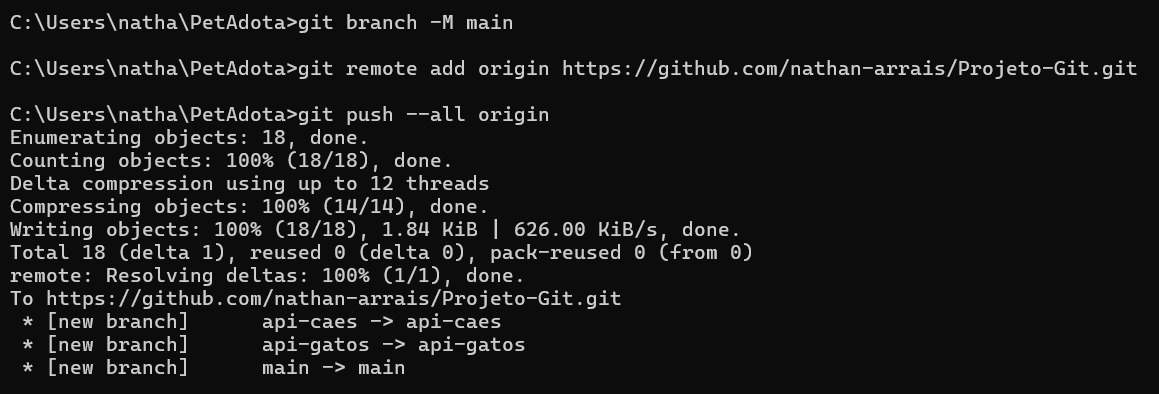 C:\Users\natha\PetAdota>git branch -M main
C:\Users\natha\PetAdota>git remote add origin https://github.com/nathan-arrais/Projeto-Git.git
C:\Users\natha\PetAdota>git push --all origin
Enumerating objects: 18, done.
Counting objects: 100% (18/18), done.
Delta compression using up to 12 threads
Compressing objects: 100% (14/14), done.
Writing objects: 100% (18/18), 1.84 KiB | 626.00 KiB/s, done.
Total 18 (delta 1), reused 0 (delta 0), pack-reused 0 (from 0)
remote: Resolving deltas: 100% (1/1), done.
To https://github.com/nathan-arrais/Projeto-Git.git
 * [new branch]      api-caes -> api-caes
 * [new branch]      api-gatos -> api-gatos
 * [new branch]      main -> main